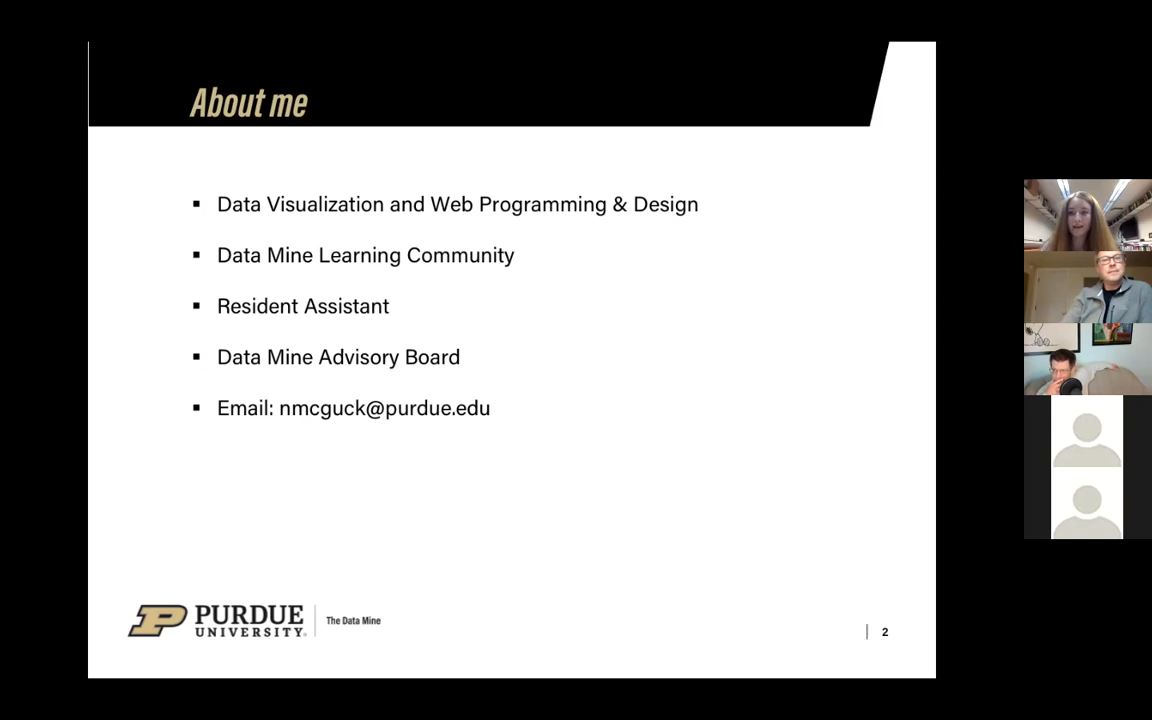 About me
▪ Data Visualization and Web Programming & Design
▪ Data Mine Learning Community
▪ Resident Assistant
▪ Data Mine Advisory Board
▪ Email: nmcguck@purdue.edu
PURDUE UNIVERSITY®
The Data Mine
2